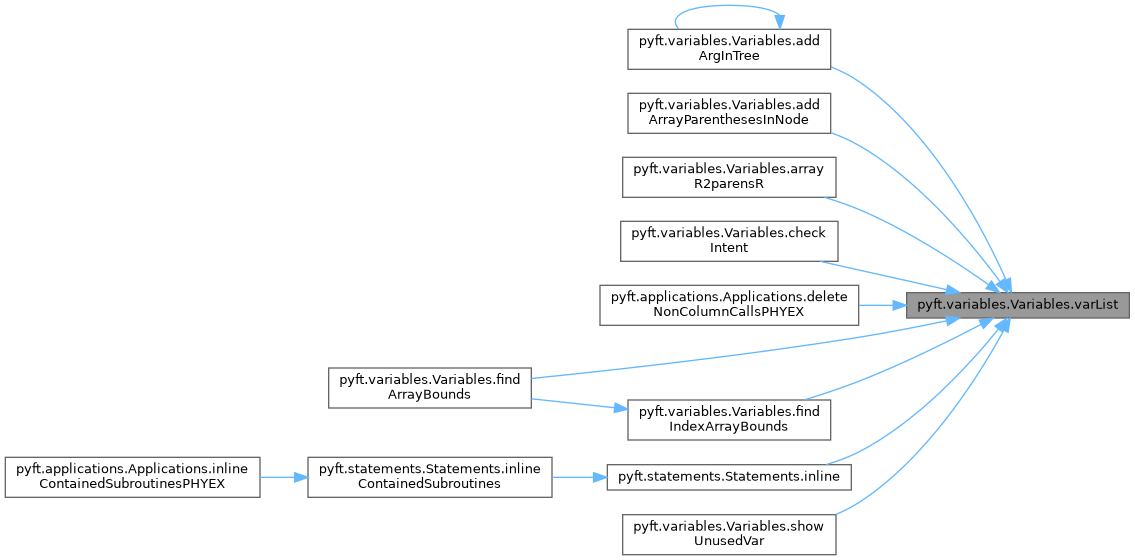 pyft.variables.Variables.add
ArgInTree
pyft.variables.Variables.add
ArrayParenthesesInNode
pyft.variables.Variables.array
R2parensR
pyft.variables.Variables.check
Intent
pyft.applications.Applications.delete
NonColumnCallsPHYEX
pyft.variables.Variables.varList
pyft.variables.Variables.find
ArrayBounds
pyft.variables.Variables.find
IndexArrayBounds
pyft.applications.Applications.inline
ContainedSubroutinesPHYEX
pyft.statements.Statements.inline
ContainedSubroutines
pyft.statements.Statements.inline
pyft.variables.Variables.show
UnusedVar